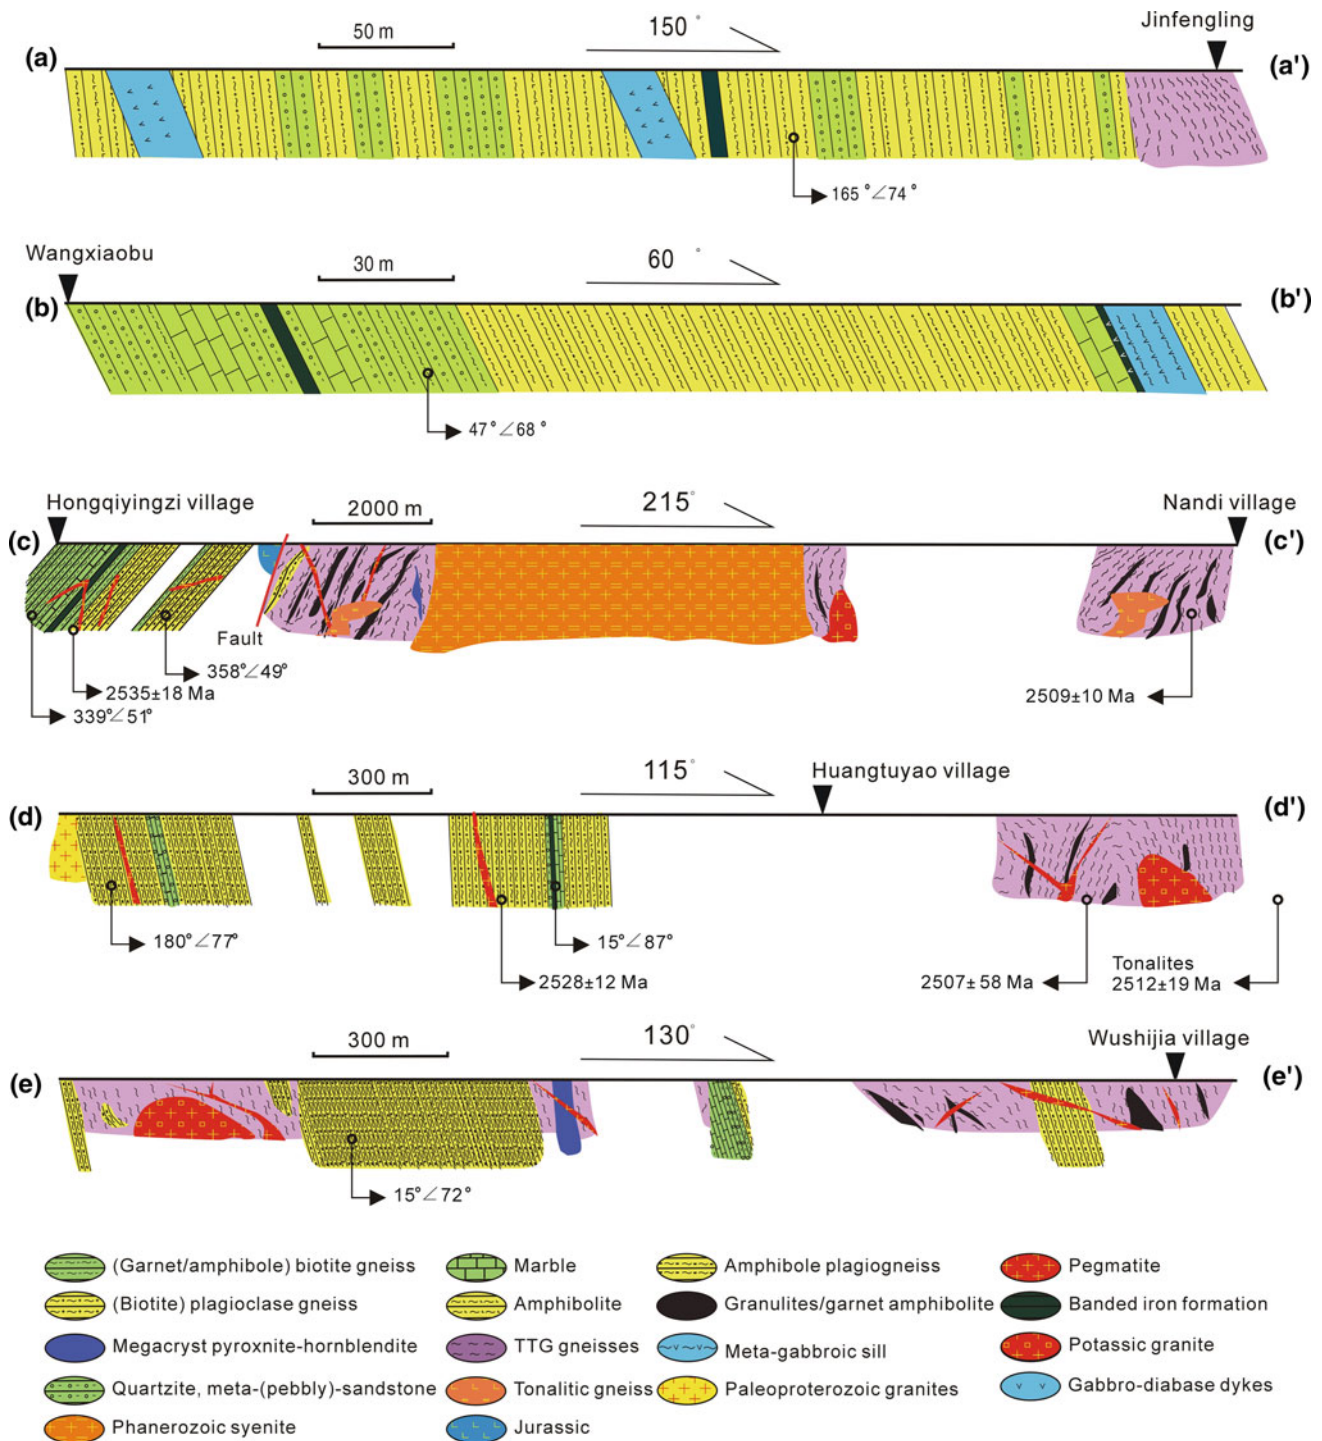 50 m
150 °
Jinfengling
(a)
(a')
165 °∠74 °
Wangxiaobu
30 m
60 °
(b)
(b')
47 °∠68 °
Hongqiyingzi village
2000 m
215°
Nandi village
(c)
(c')
Fault
358°∠49°
2535±18 Ma
339°∠51°
2509±10 Ma
300 m
115°
Huangtuyao village
(d)
(d')
180°∠77°
15°∠87°
2528±12 Ma
2507±58 Ma
Tonalites
2512±19 Ma
300 m
130°
Wushijia village
(e)
(e')
15°∠72°
(Garnet/amphibole) biotite gneiss
Marble
Amphibole plagiogneiss
Pegmatite
(Biotite) plagioclase gneiss
Amphibolite
Granulites/garnet amphibolite
Banded iron formation
Megacryst pyroxnite-hornblendite
TTG gneisses
Meta-gabbroic sill
Potassic granite
Quartzite, meta-(pebbly)-sandstone
Tonalitic gneiss
Paleoproterozoic granites
Gabbro-diabase dykes
Phanerozoic syenite
Jurassic